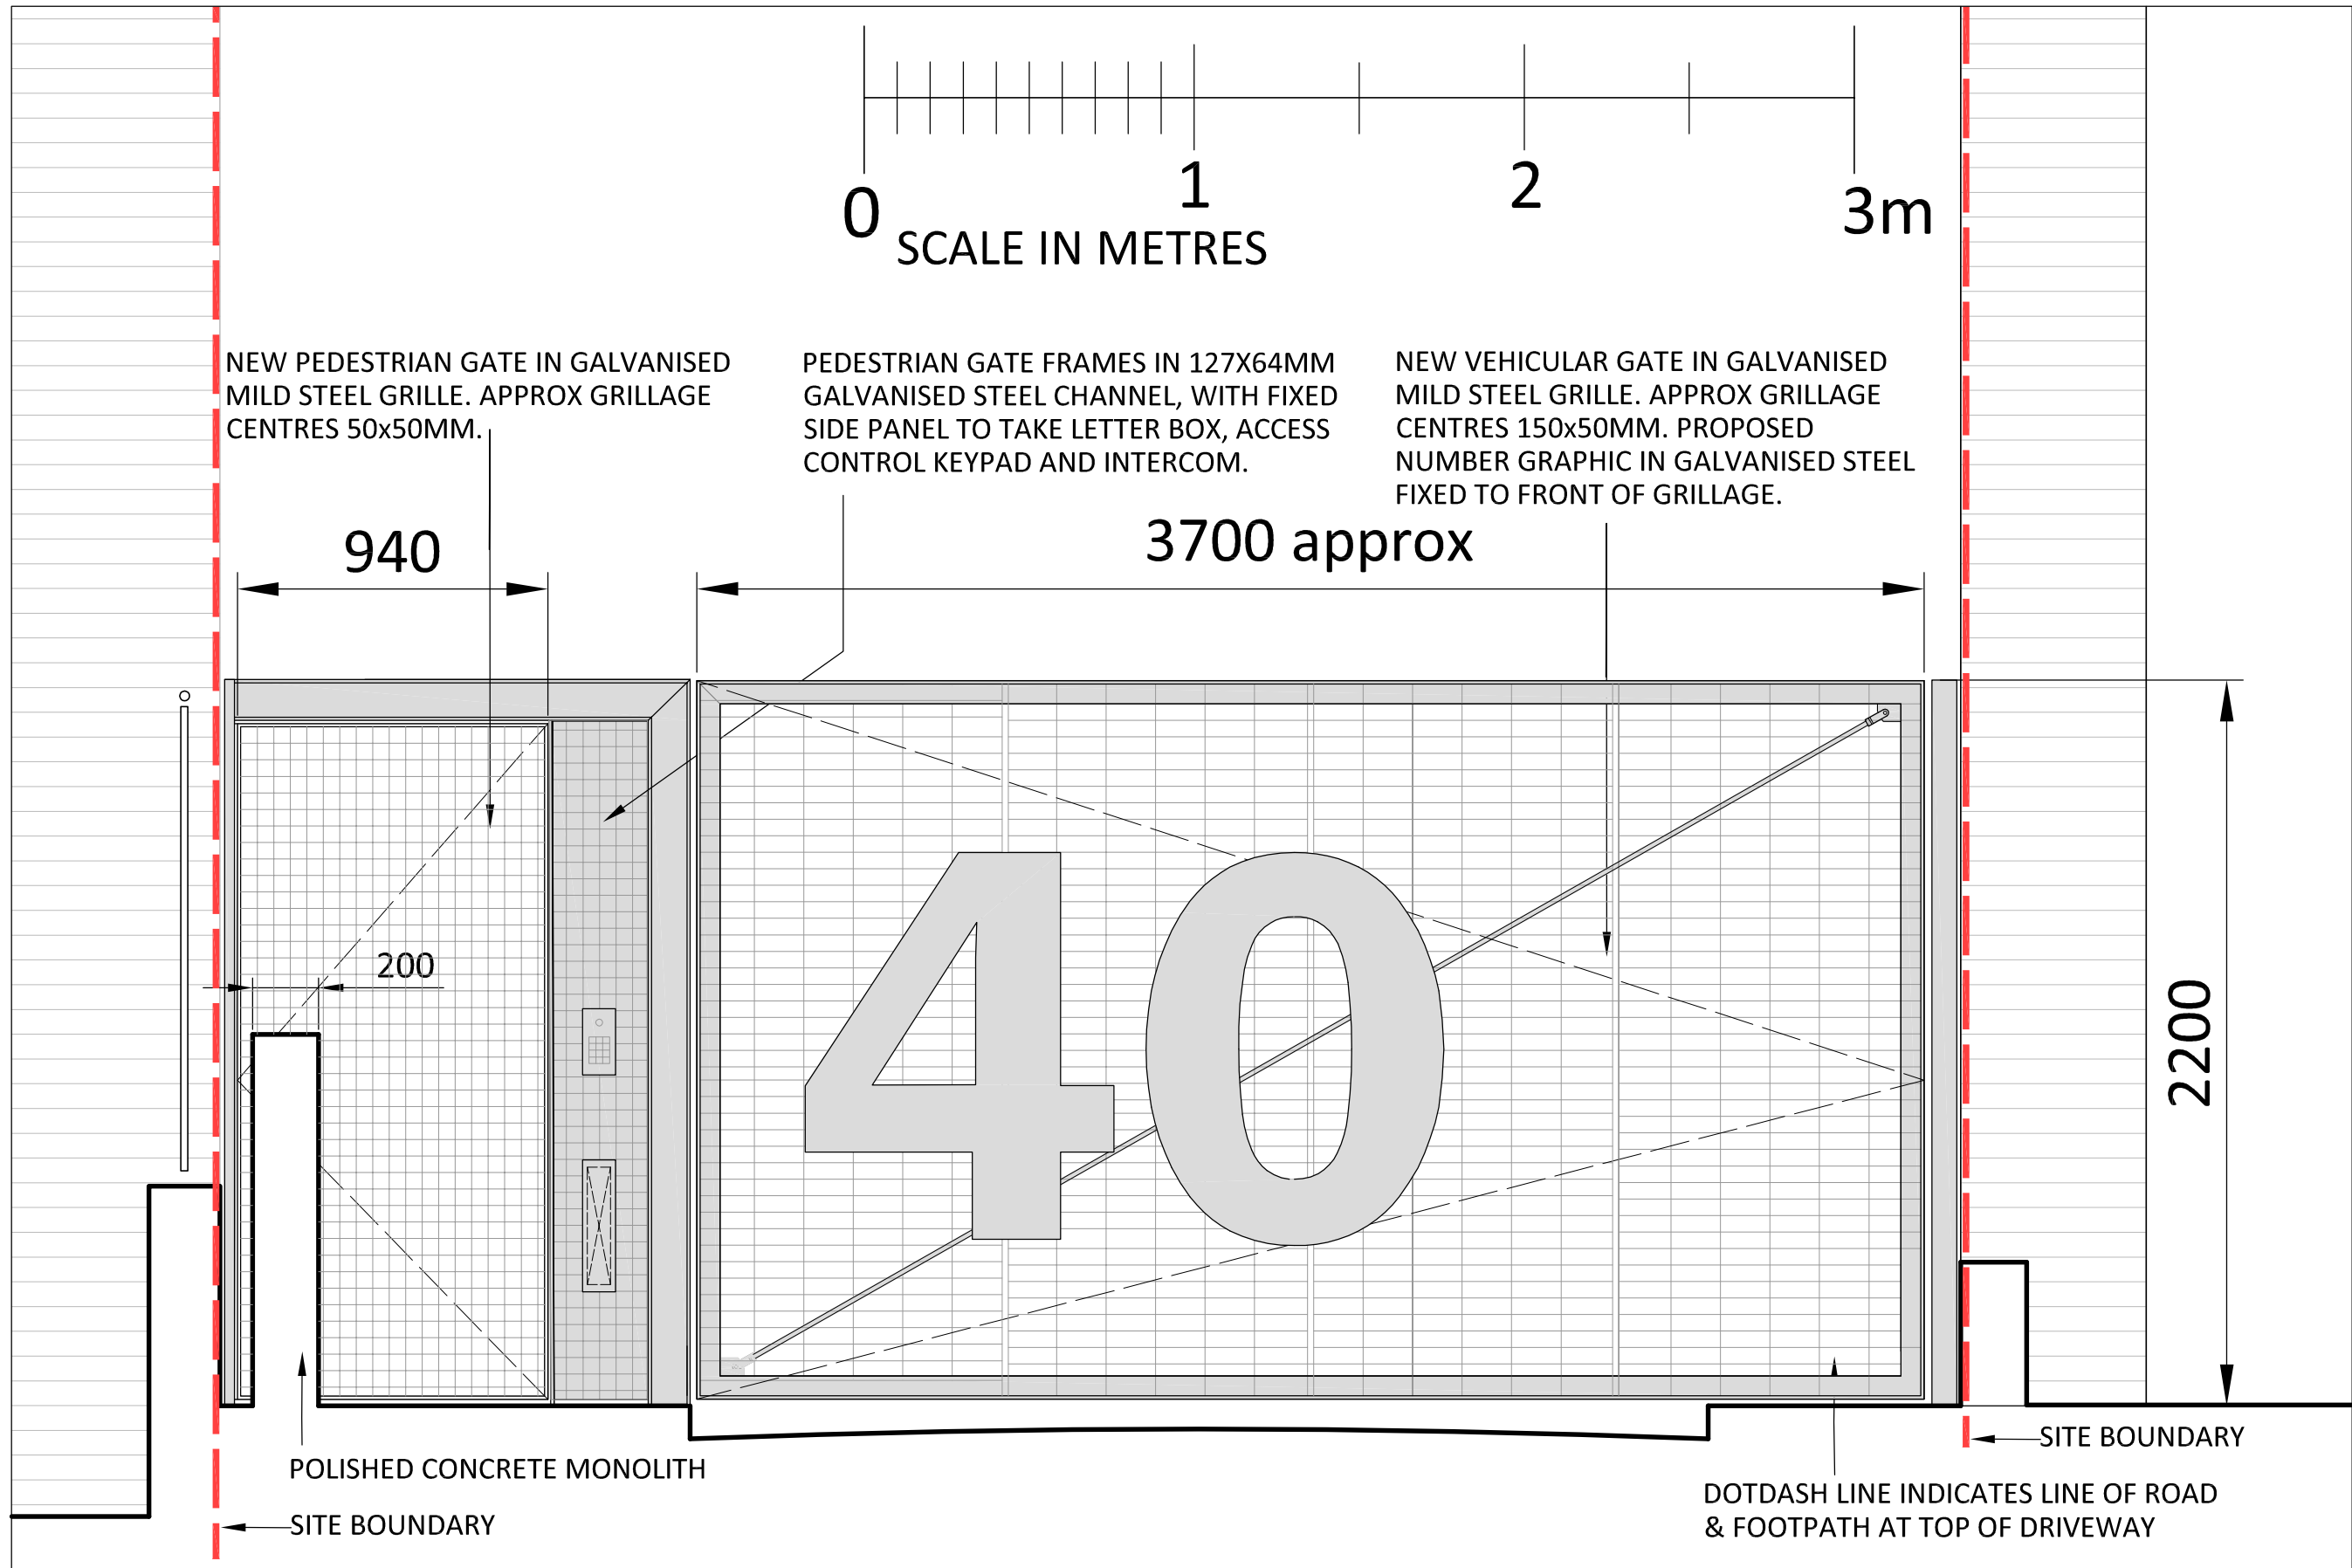 0
1
2
3m
SCALE IN METRES
NEW PEDESTRIAN GATE IN GALVANISED
MILD STEEL GRILLE. APPROX GRILLAGE
CENTRES 50x50MM.
PEDESTRIAN GATE FRAMES IN 127X64MM
GALVANISED STEEL CHANNEL, WITH FIXED
SIDE PANEL TO TAKE LETTER BOX, ACCESS
CONTROL KEYPAD AND INTERCOM.
NEW VEHICULAR GATE IN GALVANISED
MILD STEEL GRILLE. APPROX GRILLAGE
CENTRES 150x50MM. PROPOSED
NUMBER GRAPHIC IN GALVANISED STEEL
FIXED TO FRONT OF GRILLAGE.
940
3700 approx
200
40
2200
POLISHED CONCRETE MONOLITH
SITE BOUNDARY
SITE BOUNDARY
DOTDASH LINE INDICATES LINE OF ROAD
& FOOTPATH AT TOP OF DRIVEWAY